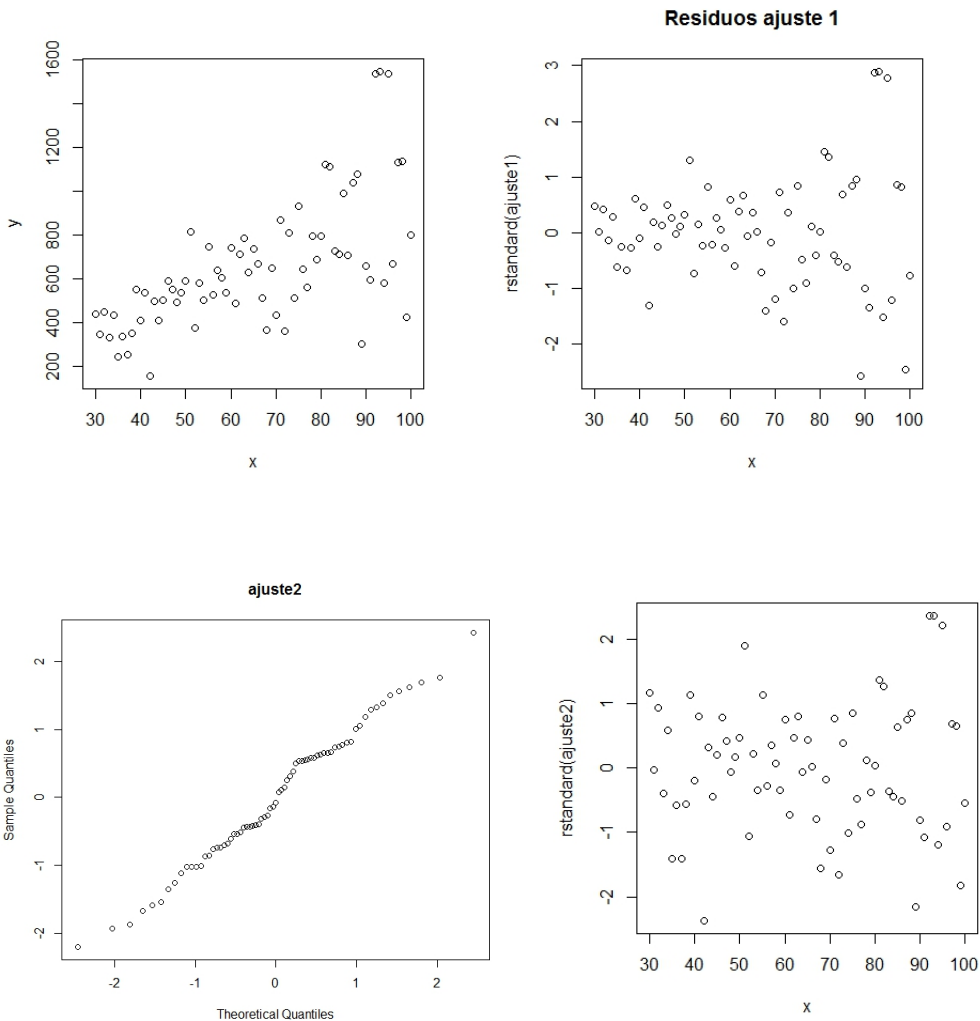 y
1600
1200
800
600
400
200
30 40 50 60 70 80 90 100
x
Residuos ajuste 1
rstandard(ajuste1)
3
2
1
0
-1
-2
30 40 50 60 70 80 90 100
x
ajuste2
Sample Quantiles
2
1
0
-1
-2
-2 -1 0 1 2
Theoretical Quantiles
rstandard(ajuste2)
2
1
0
-1
-2
30 40 50 60 70 80 90 100
x